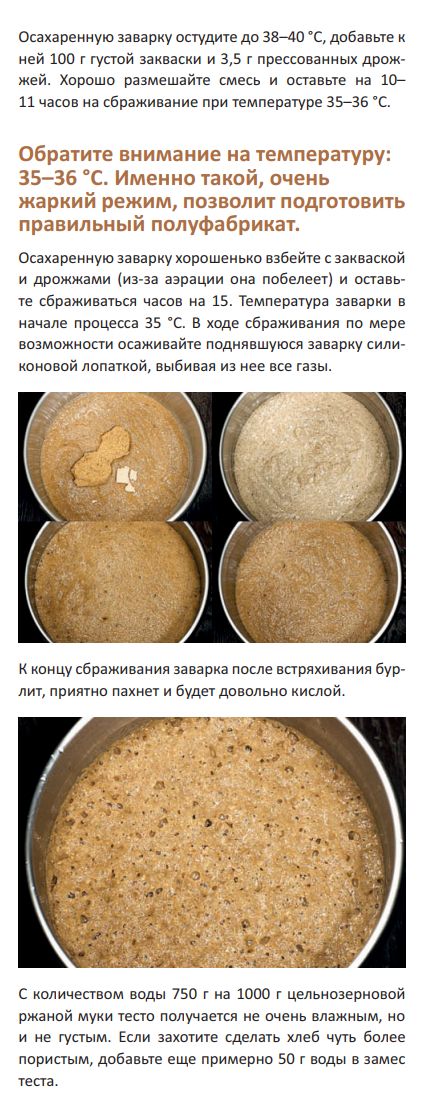 Осахаренную заварку остудите до 38–40 °С, добавьте к
ней 100 г густой закваски и 3,5 г прессованных дрож-
жей. Хорошо размешайте смесь и оставьте на 10–
11 часов на сбраживание при температуре 35–36 °С.
Обратите внимание на температуру:
35–36 °С. Именно такой, очень
жаркий режим, позволит подготовить
правильный полуфабрикат.
Осахаренную заварку хорошенько взбейте с закваской
и дрожжами (из-за аэрации она побелеет) и оставь-
те сбраживаться часов на 15. Температура заварки в
начале процесса 35 °С. В ходе сбраживания по мере
возможности осаживайте поднявшуюся заварку сили-
коновой лопаткой, выбивая из нее все газы.
К концу сбраживания заварка после встряхивания бур-
лит, приятно пахнет и будет довольно кислой.
С количеством воды 750 г на 1000 г цельнозерновой
ржаной муки тесто получается не очень влажным, но
и не густым. Если захотите сделать хлеб чуть более
пористым, добавьте еще примерно 50 г воды в замес
теста.